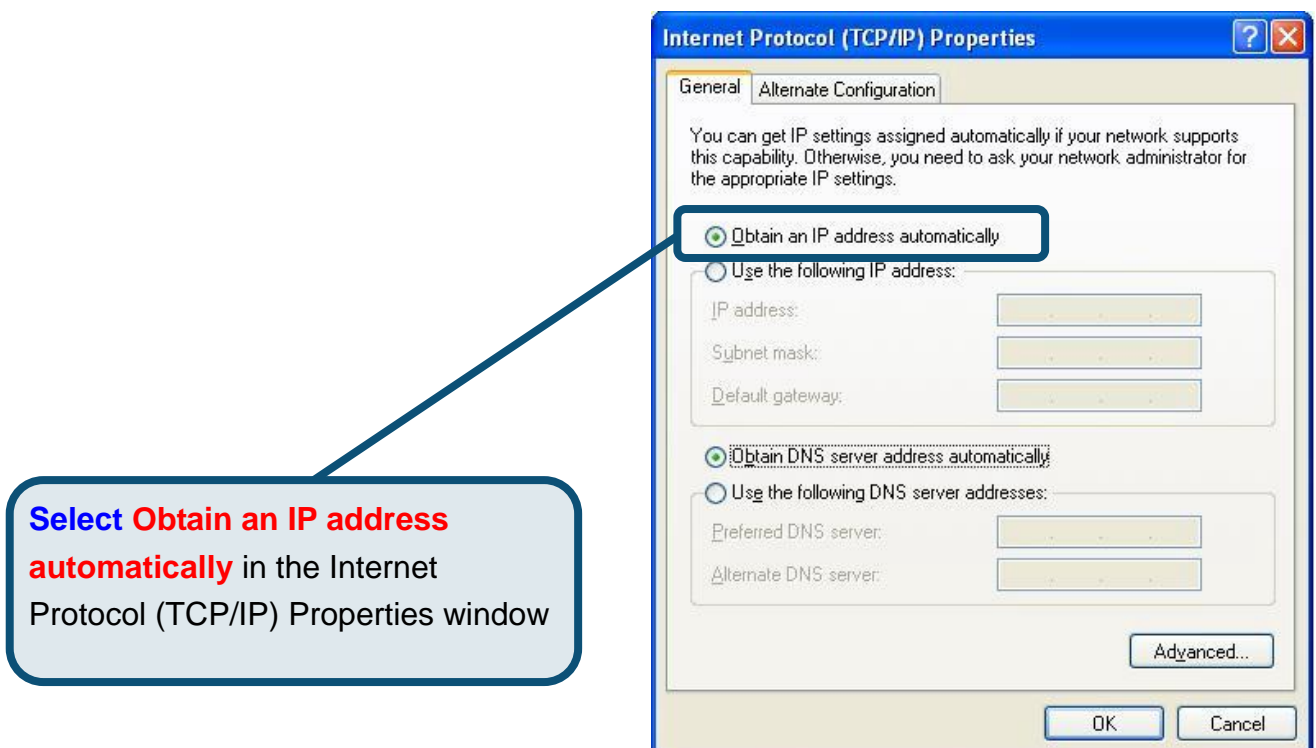 Internet Protocol (TCP/IP) Properties
General Alternate Configuration
You can get IP settings assigned automatically if your network supports
this capability. Otherwise, you need to ask your network administrator for
the appropriate IP settings.
Obtain an IP address automatically
Use the following IP address:
IP address:
Subnet mask:
Default gateway:
Obtain DNS server address automatically
Use the following DNS server addresses:
Preferred DNS server:
Alternate DNS server:
Advanced...
OK Cancel
Select Obtain an IP address
automatically in the Internet
Protocol (TCP/IP) Properties window